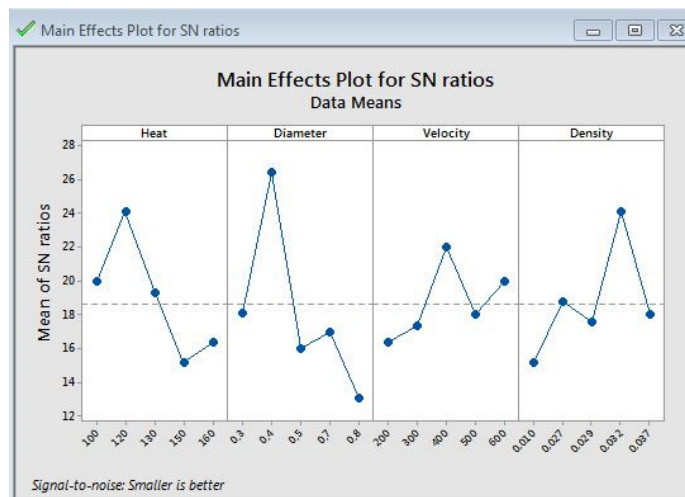 Main Effects Plot for SN ratios
Main Effects Plot for SN ratios
Data Means
Heat Diameter Velocity Density
Mean of SN ratios
28
26
24
22
20
18
16
14
12
100 120 130 150 160 0.3 0.4 0.5 0.7 0.8 200 300 400 500 600 0.010 0.027 0.029 0.032 0.037
Signal-to-noise: Smaller is better